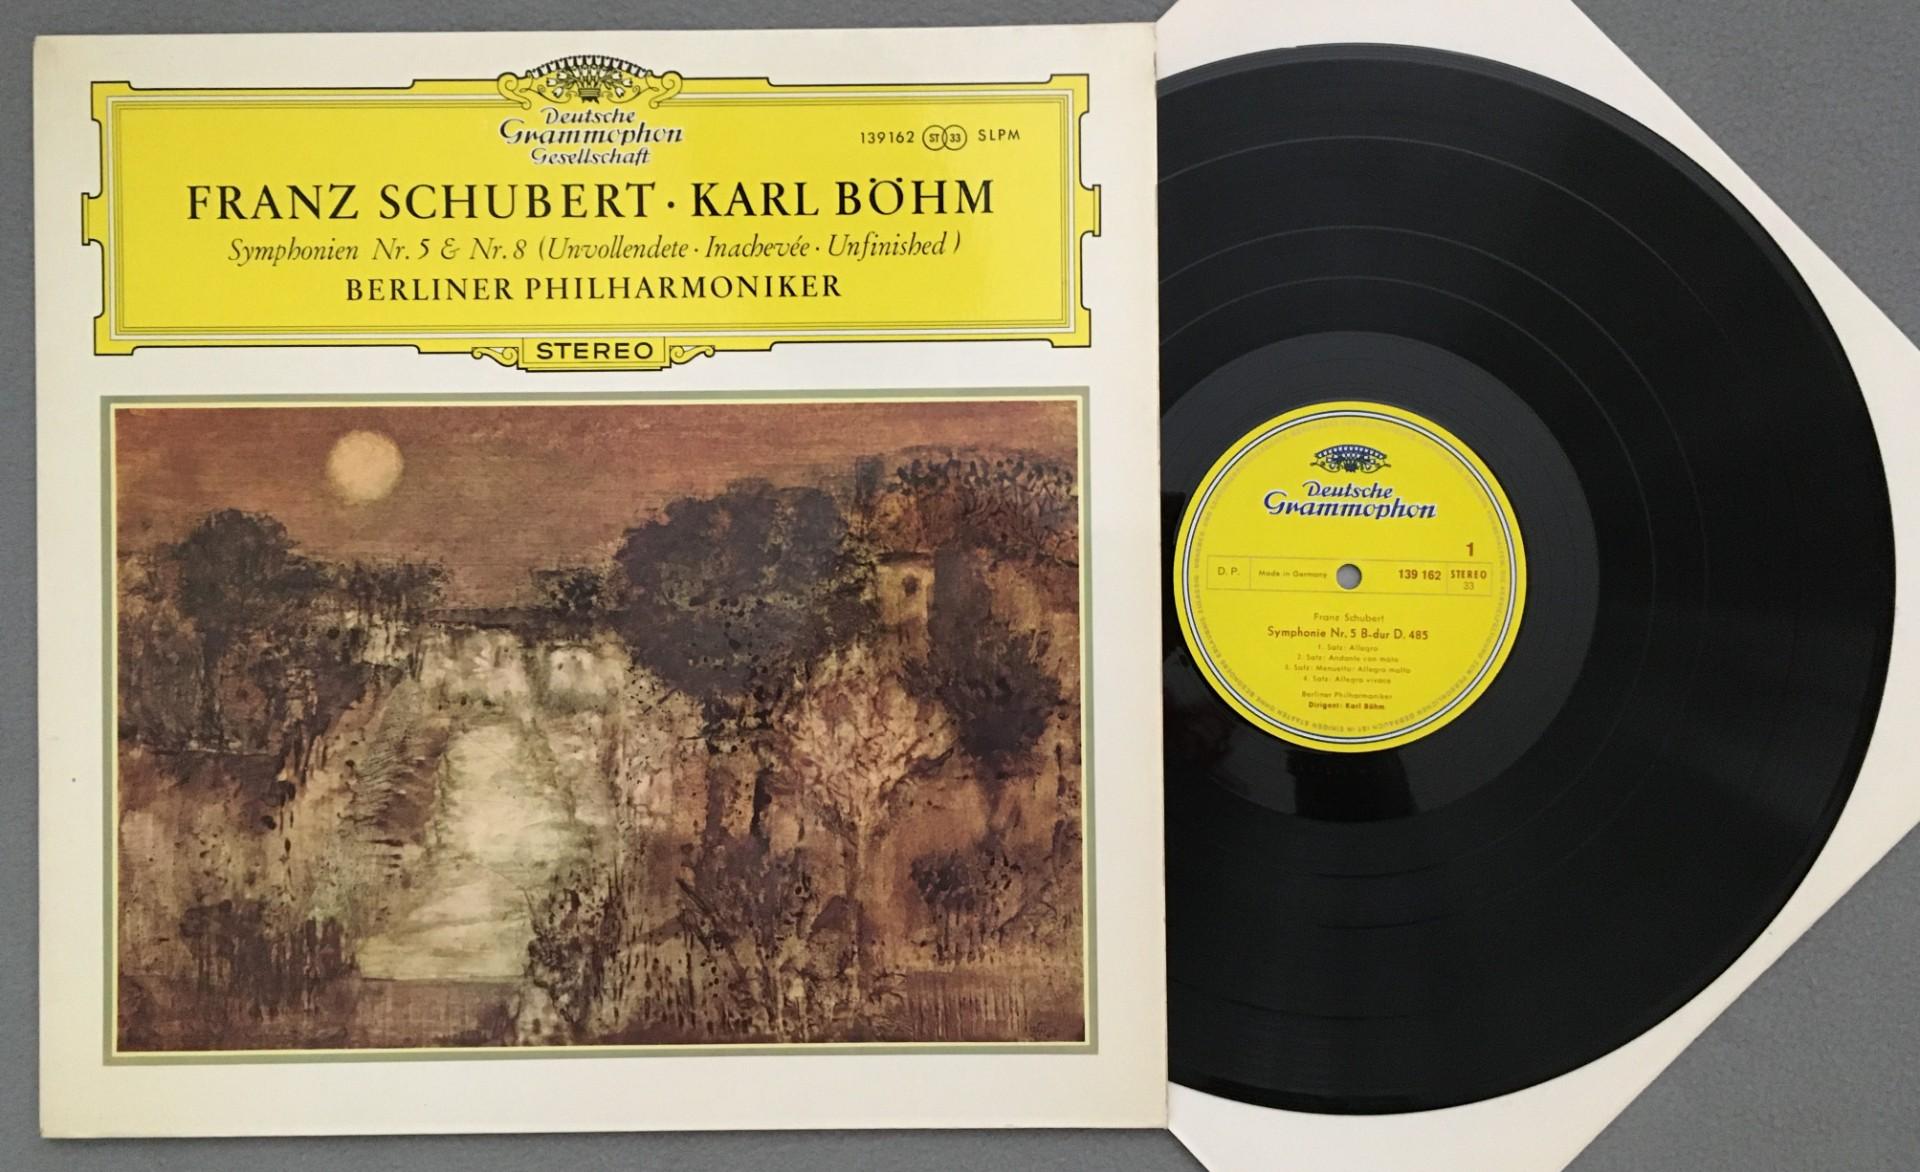 Deutsche
Grammophon
Gesellschaft
139162 ST 33 SLPM
FRANZ SCHUBERT · KARL BÖHM
Symphonien Nr. 5 & Nr. 8 (Unvollendete · Inachevée · Unfinished)
BERLINER PHILHARMONIKER
STEREO
Deutsche
Grammophon
1
D. P. Made in Germany 139 162 STEREO
33
Franz Schubert
Symphonie Nr. 5 B-dur D. 485
1. Satz: Allegro
2. Satz: Andante con moto
3. Satz: Menuetto: Allegro molto
4. Satz: Allegro vivace
Berliner Philharmoniker
Dirigent: Karl Böhm